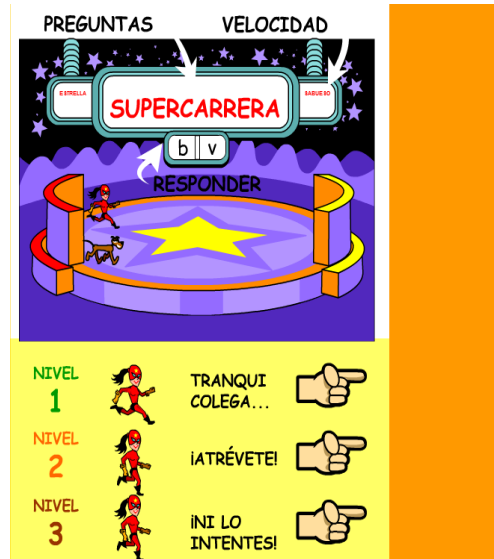 PREGUNTAS VELOCIDAD
ESTRELLA
SUPERCARRERA
SABUESO
b v
RESPONDER
NIVEL
1
TRANQUI
COLEGA...
NIVEL
2
¡ATRÉVETE!
NIVEL
3
¡NI LO
INTENTES!